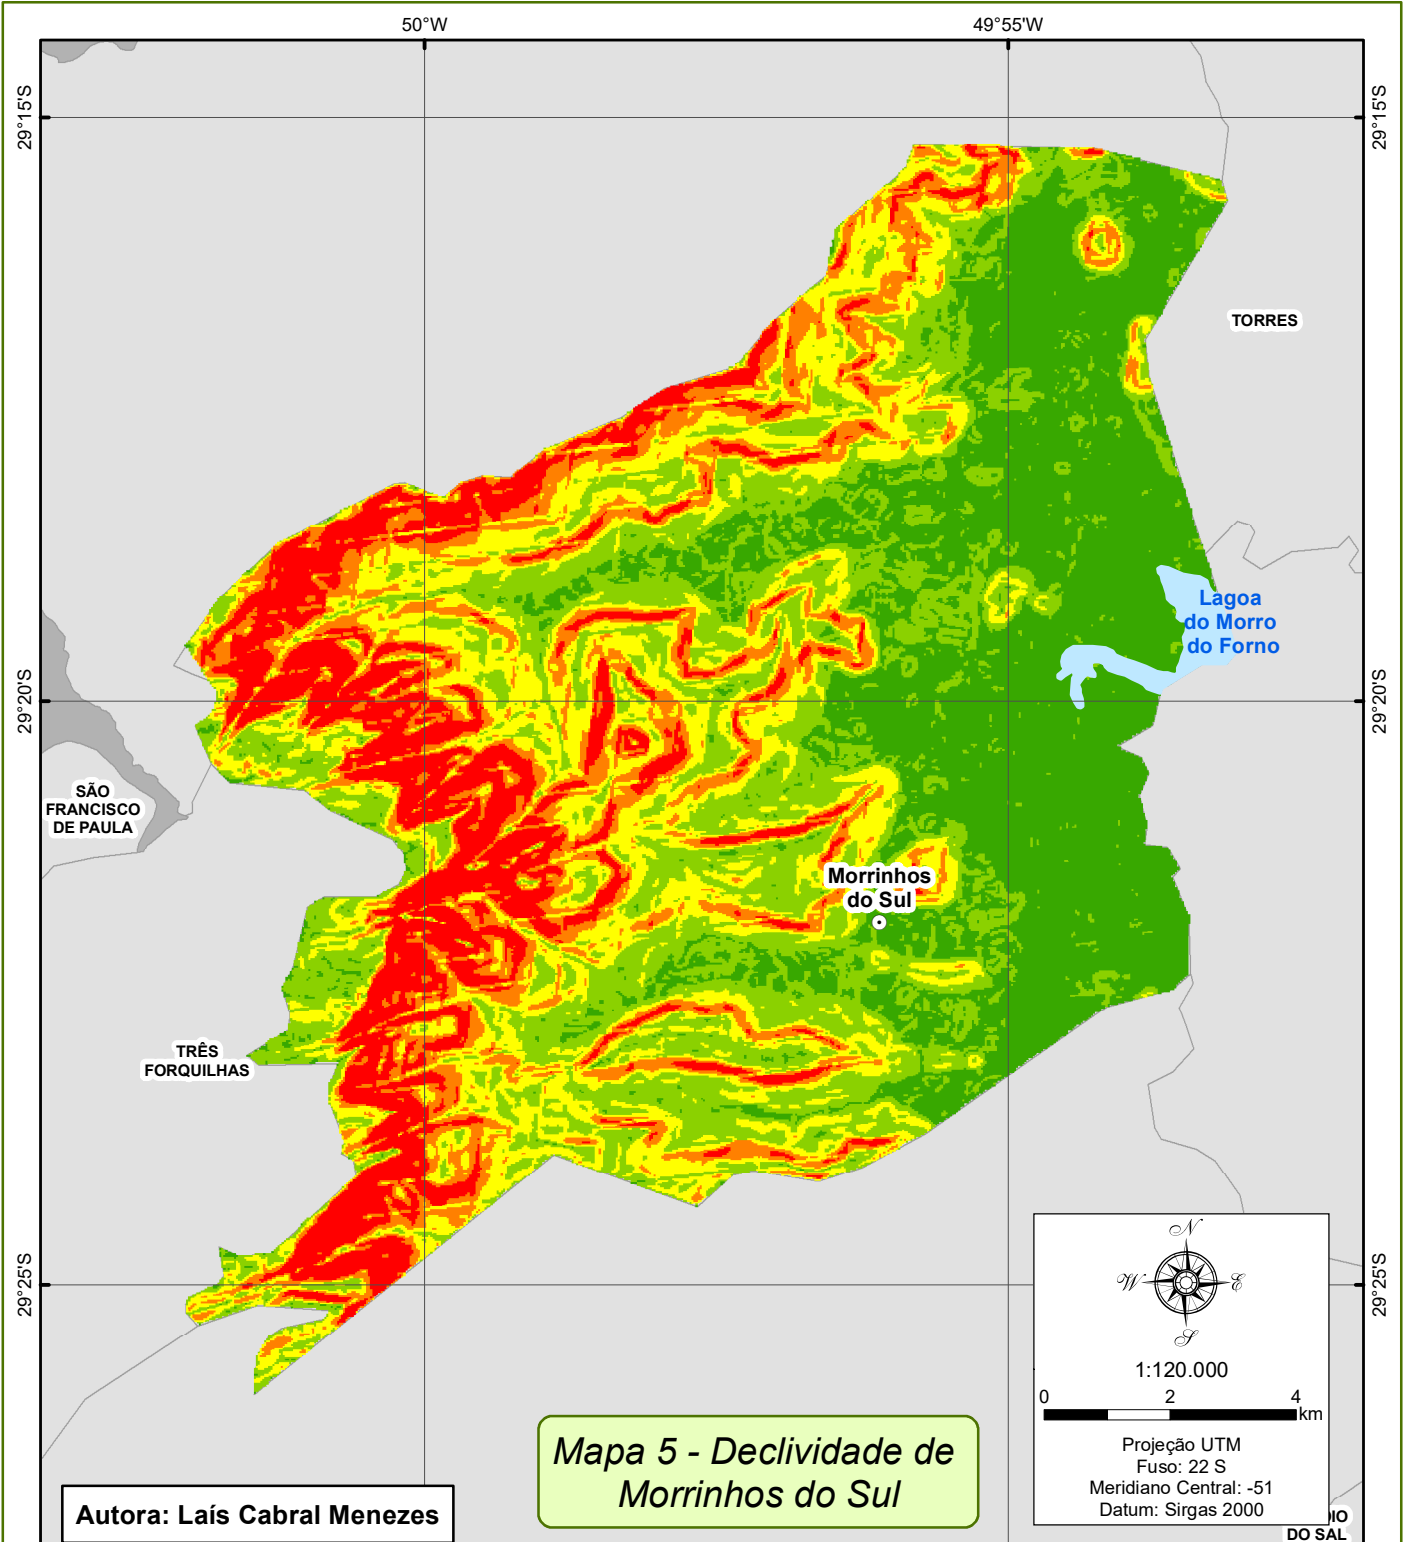 50°W
49°55'W
29°15'S
29°15'S
TORRES
Lagoa
do Morro
do Forno
29°20'S
29°20'S
SÃO
FRANCISCO
DE PAULA
Morrinhos
do Sul
TRÊS
FORQUILHAS
29°25'S
29°25'S
N
W
E
S
1:120.000
0 2 4
km
Projeção UTM
Fuso: 22 S
Meridiano Central: -51
Datum: Sirgas 2000
Mapa 5 - Declividade de
Morrinhos do Sul
Autora: Laís Cabral Menezes
DO SAL